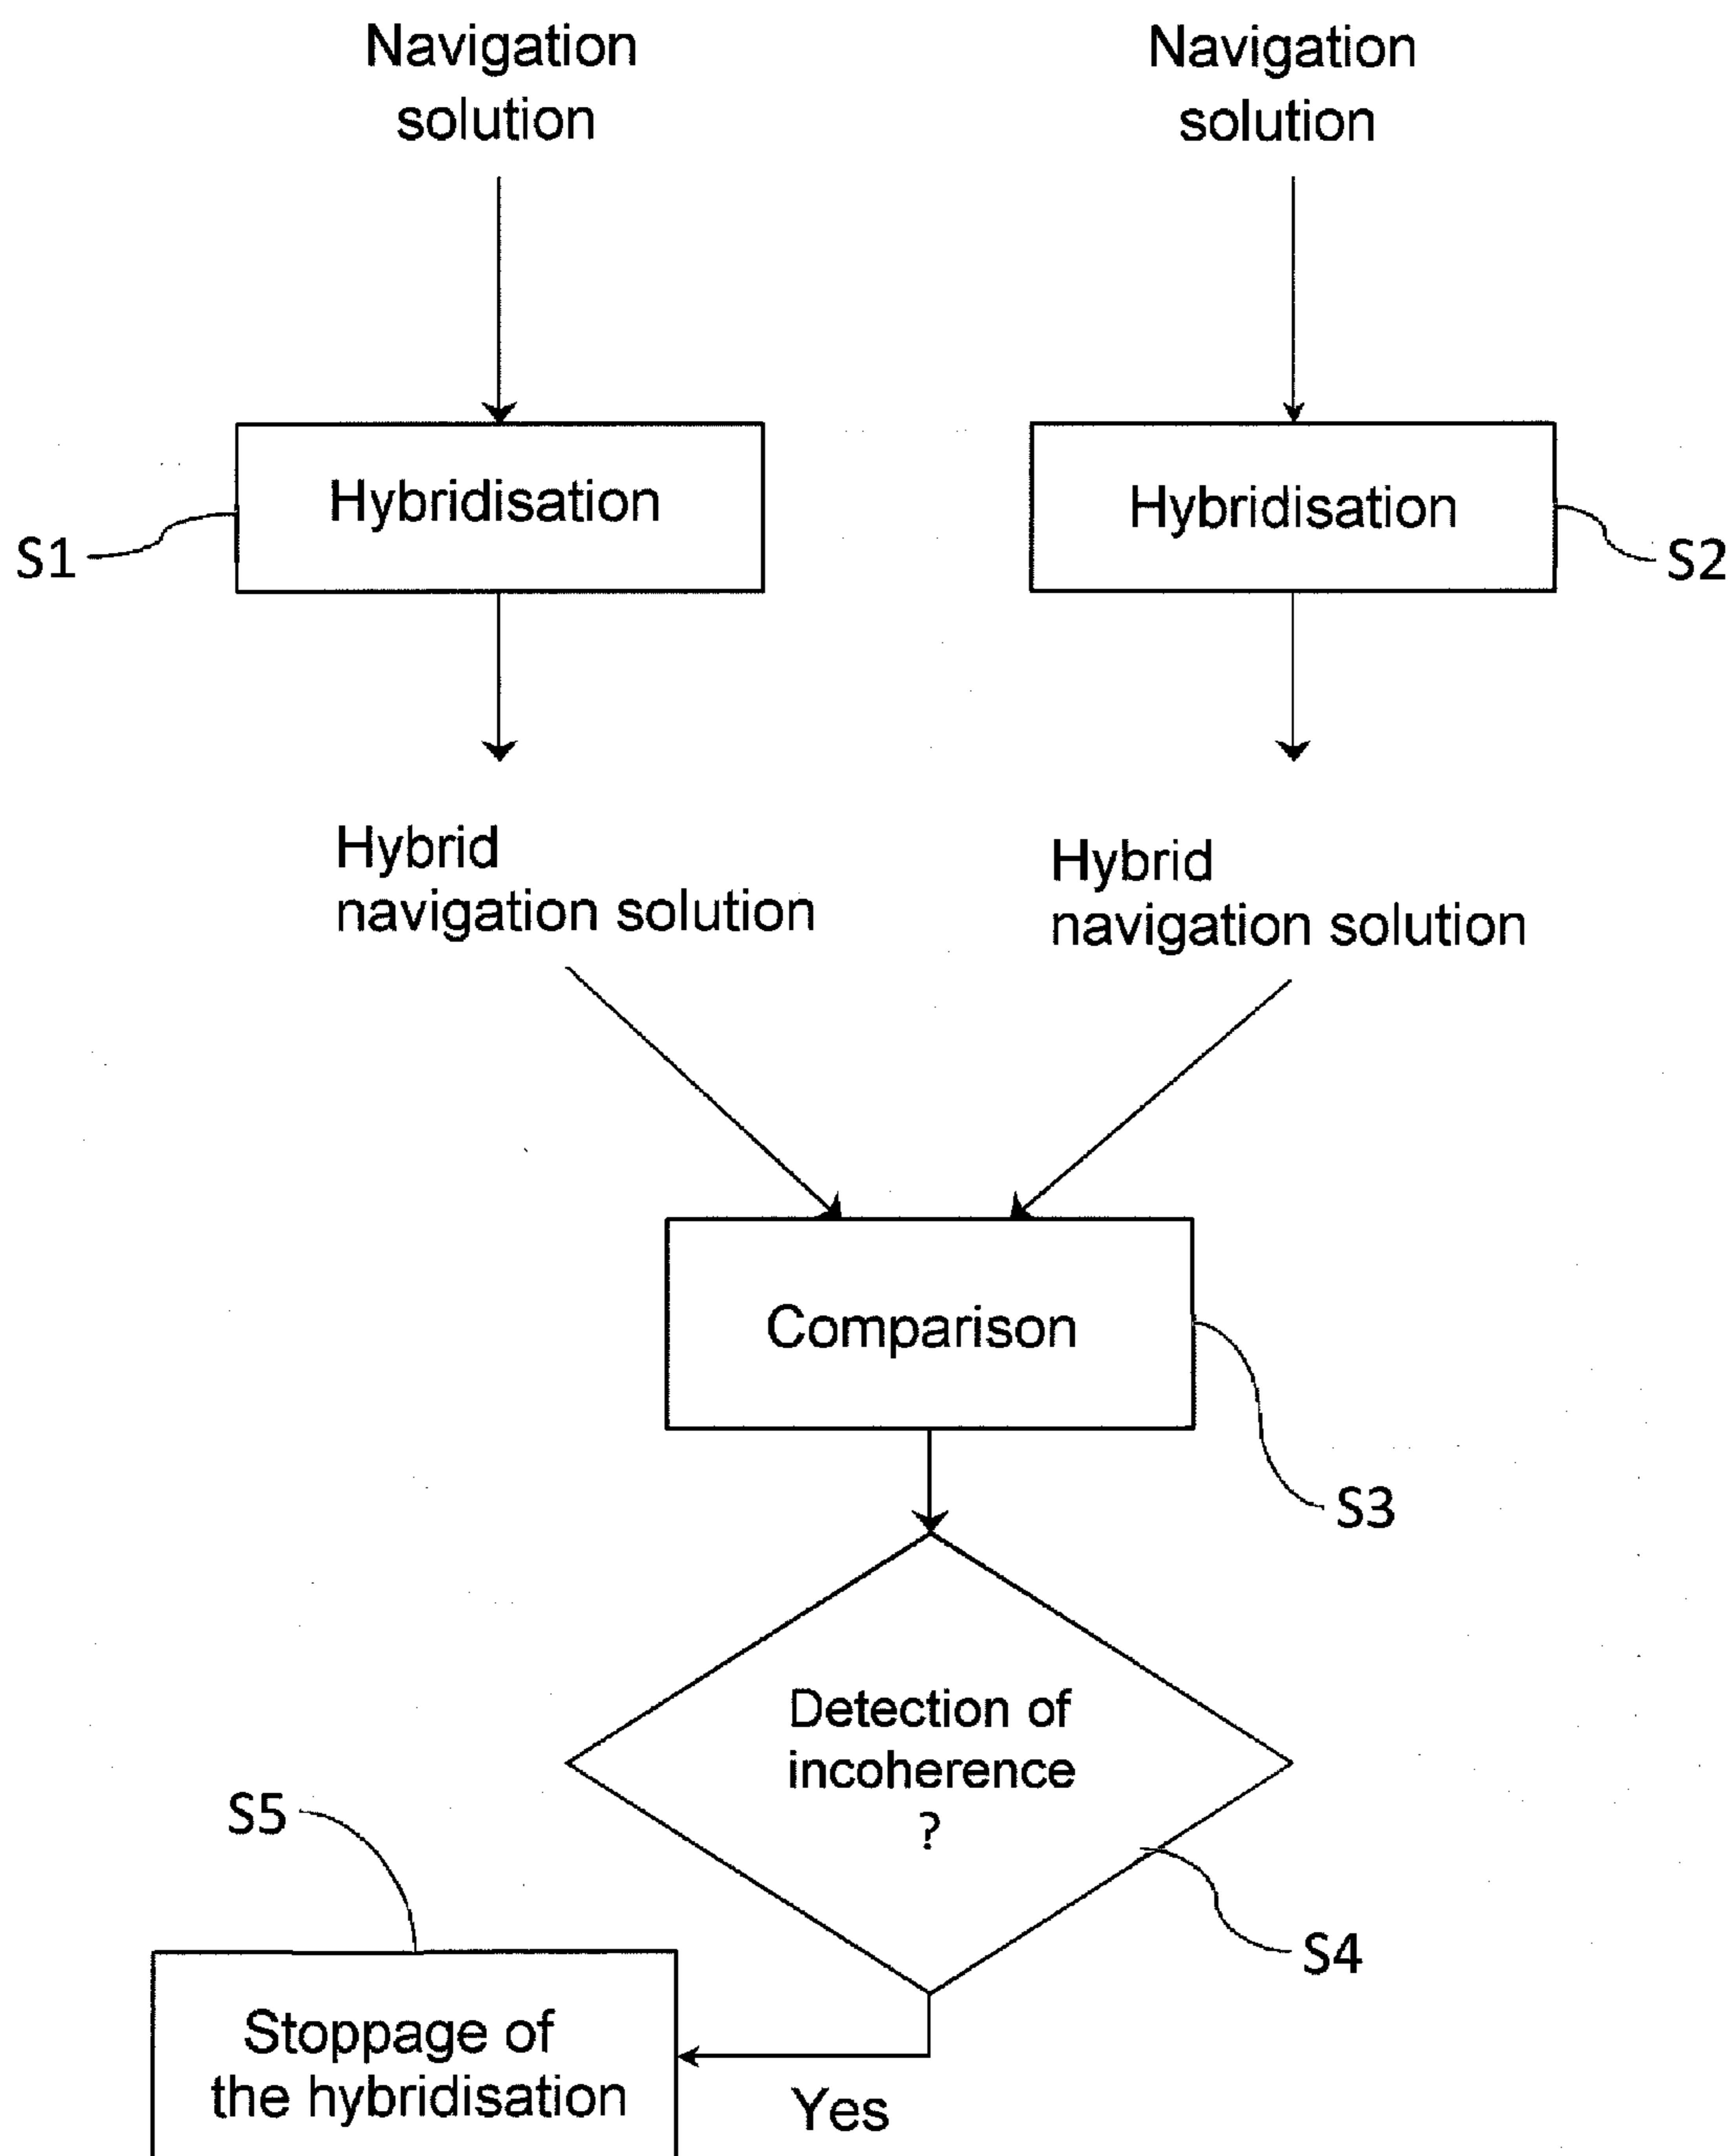 Navigation
solution
Navigation
solution
Hybridisation
S1
Hybridisation
S2
Hybrid
navigation solution
Hybrid
navigation solution
Comparison
S3
Detection of
incoherence
?
S4
S5
Stoppage of
the hybridisation
Yes